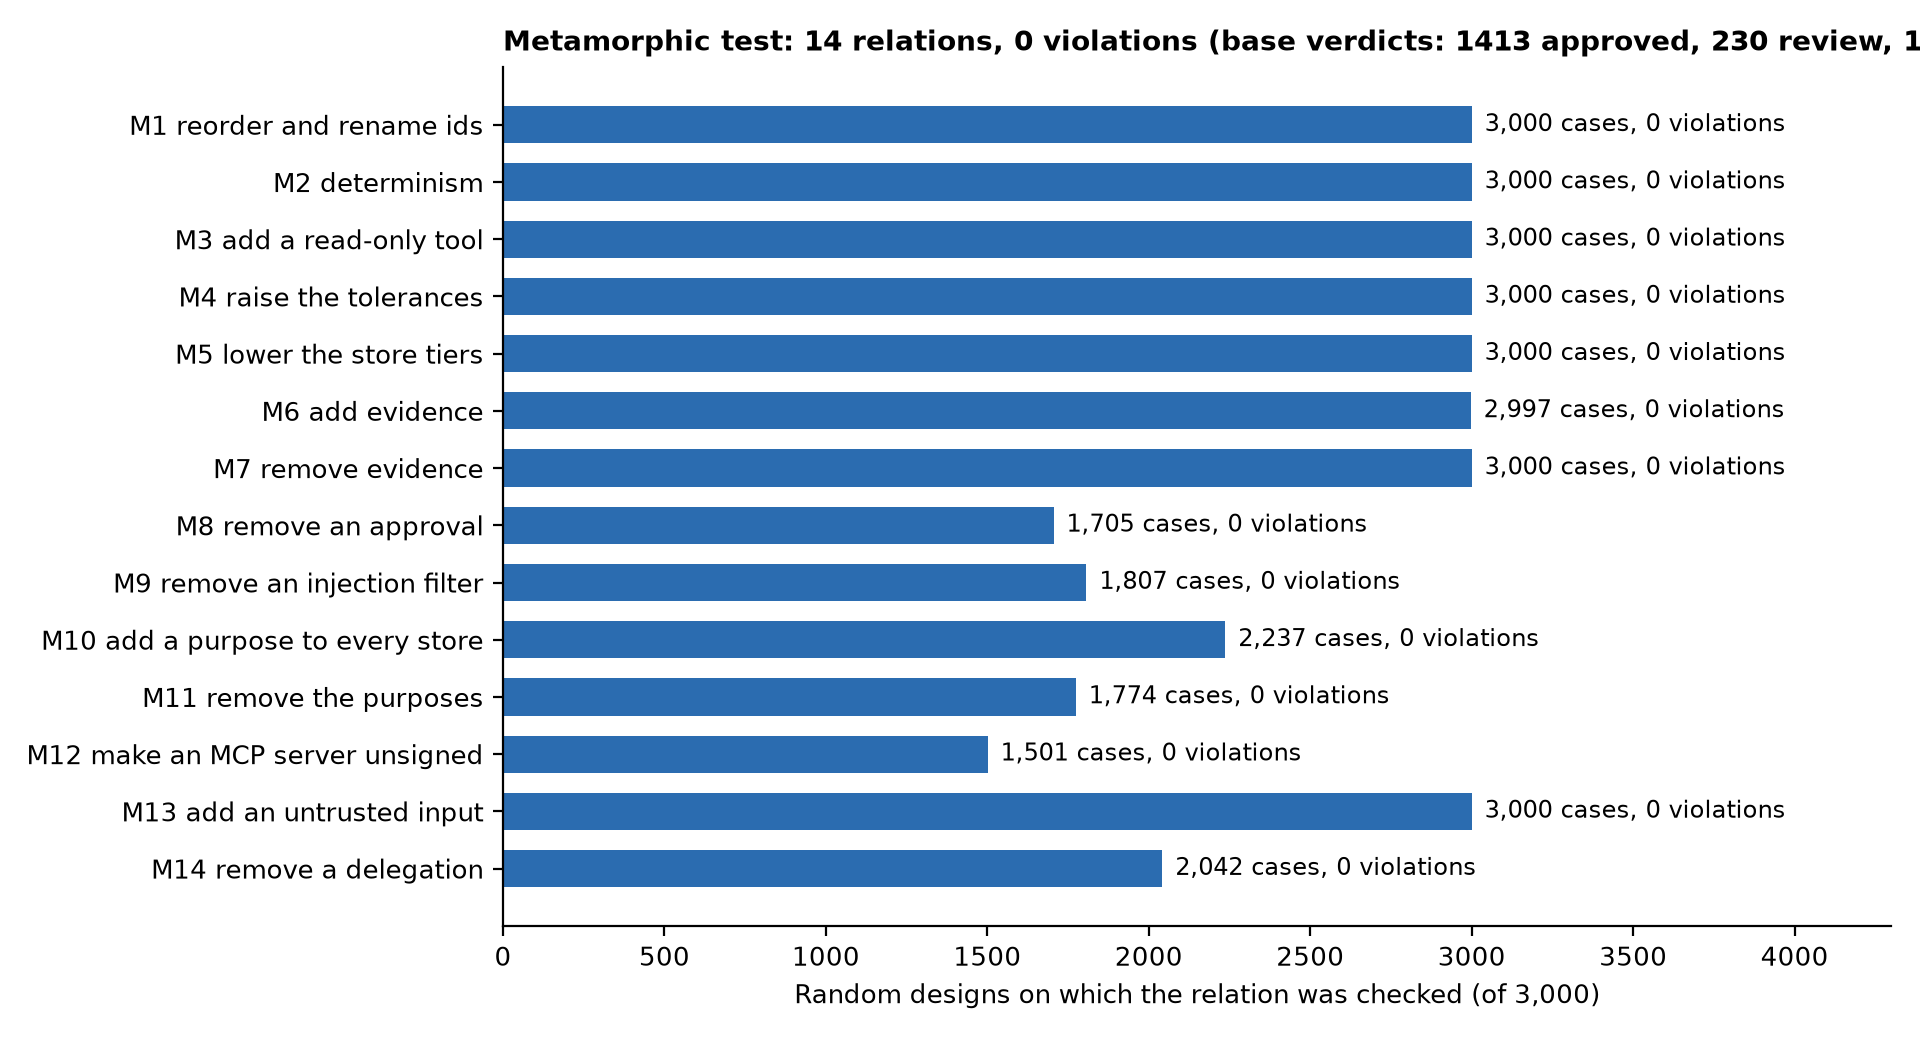 Metamorphic test: 14 relations, 0 violations (base verdicts: 1413 approved, 230 review, 1
M1 reorder and rename ids 3,000 cases, 0 violations
M2 determinism 3,000 cases, 0 violations
M3 add a read-only tool 3,000 cases, 0 violations
M4 raise the tolerances 3,000 cases, 0 violations
M5 lower the store tiers 3,000 cases, 0 violations
M6 add evidence 2,997 cases, 0 violations
M7 remove evidence 3,000 cases, 0 violations
M8 remove an approval 1,705 cases, 0 violations
M9 remove an injection filter 1,807 cases, 0 violations
M10 add a purpose to every store 2,237 cases, 0 violations
M11 remove the purposes 1,774 cases, 0 violations
M12 make an MCP server unsigned 1,501 cases, 0 violations
M13 add an untrusted input 3,000 cases, 0 violations
M14 remove a delegation 2,042 cases, 0 violations
0 500 1000 1500 2000 2500 3000 3500 4000
Random designs on which the relation was checked (of 3,000)